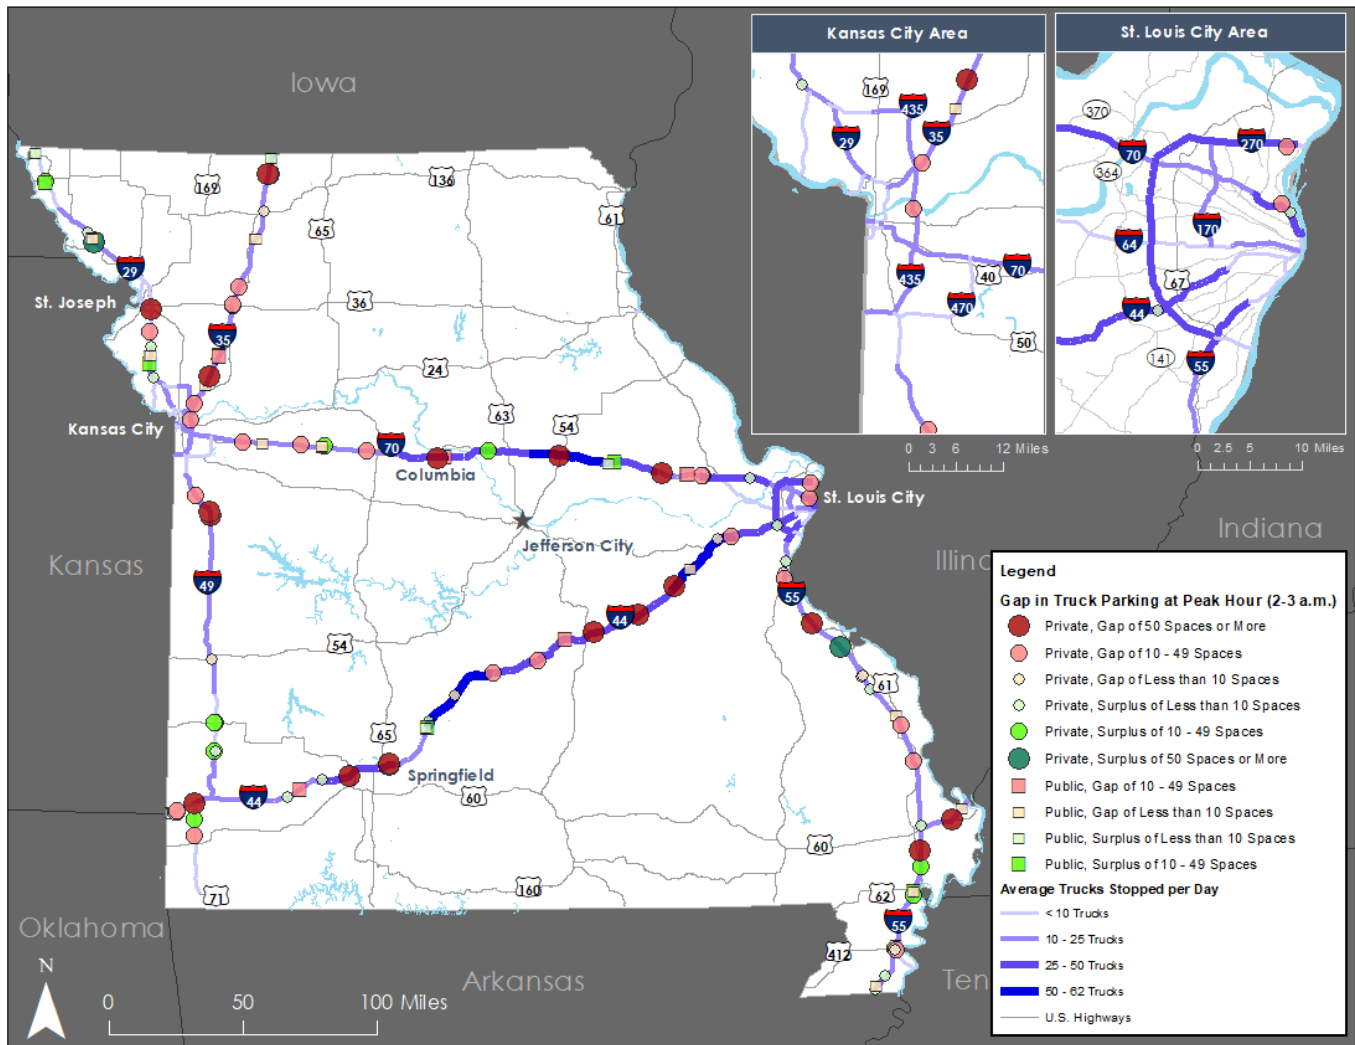 Kansas City Area
St. Louis City Area
Iowa
169
435
35
29
435
70
40
470
50
370
70
270
364
170
64
67
44
141
55
0 3 6 12 Miles
0 2.5 5 10 Miles
169
136
61
65
29
St. Joseph
36
35
24
63
54
Kansas City
70
Columbia
St. Louis City
Jefferson City
Indiana
Illinc
Kansas
49
55
44
54
61
65
Springfield
44
60
60
71
160
62
55
412
Oklahoma
Arkansas
Ten
N
0 50 100 Miles
Legend
Gap in Truck Parking at Peak Hour (2-3 a.m.)
Private, Gap of 50 Spaces or More
Private, Gap of 10 - 49 Spaces
Private, Gap of Less than 10 Spaces
Private, Surplus of Less than 10 Spaces
Private, Surplus of 10 - 49 Spaces
Private, Surplus of 50 Spaces or More
Public, Gap of 10 - 49 Spaces
Public, Gap of Less than 10 Spaces
Public, Surplus of Less than 10 Spaces
Public, Surplus of 10 - 49 Spaces
Average Trucks Stopped per Day
< 10 Trucks
10 - 25 Trucks
25 - 50 Trucks
50 - 62 Trucks
U.S. Highways